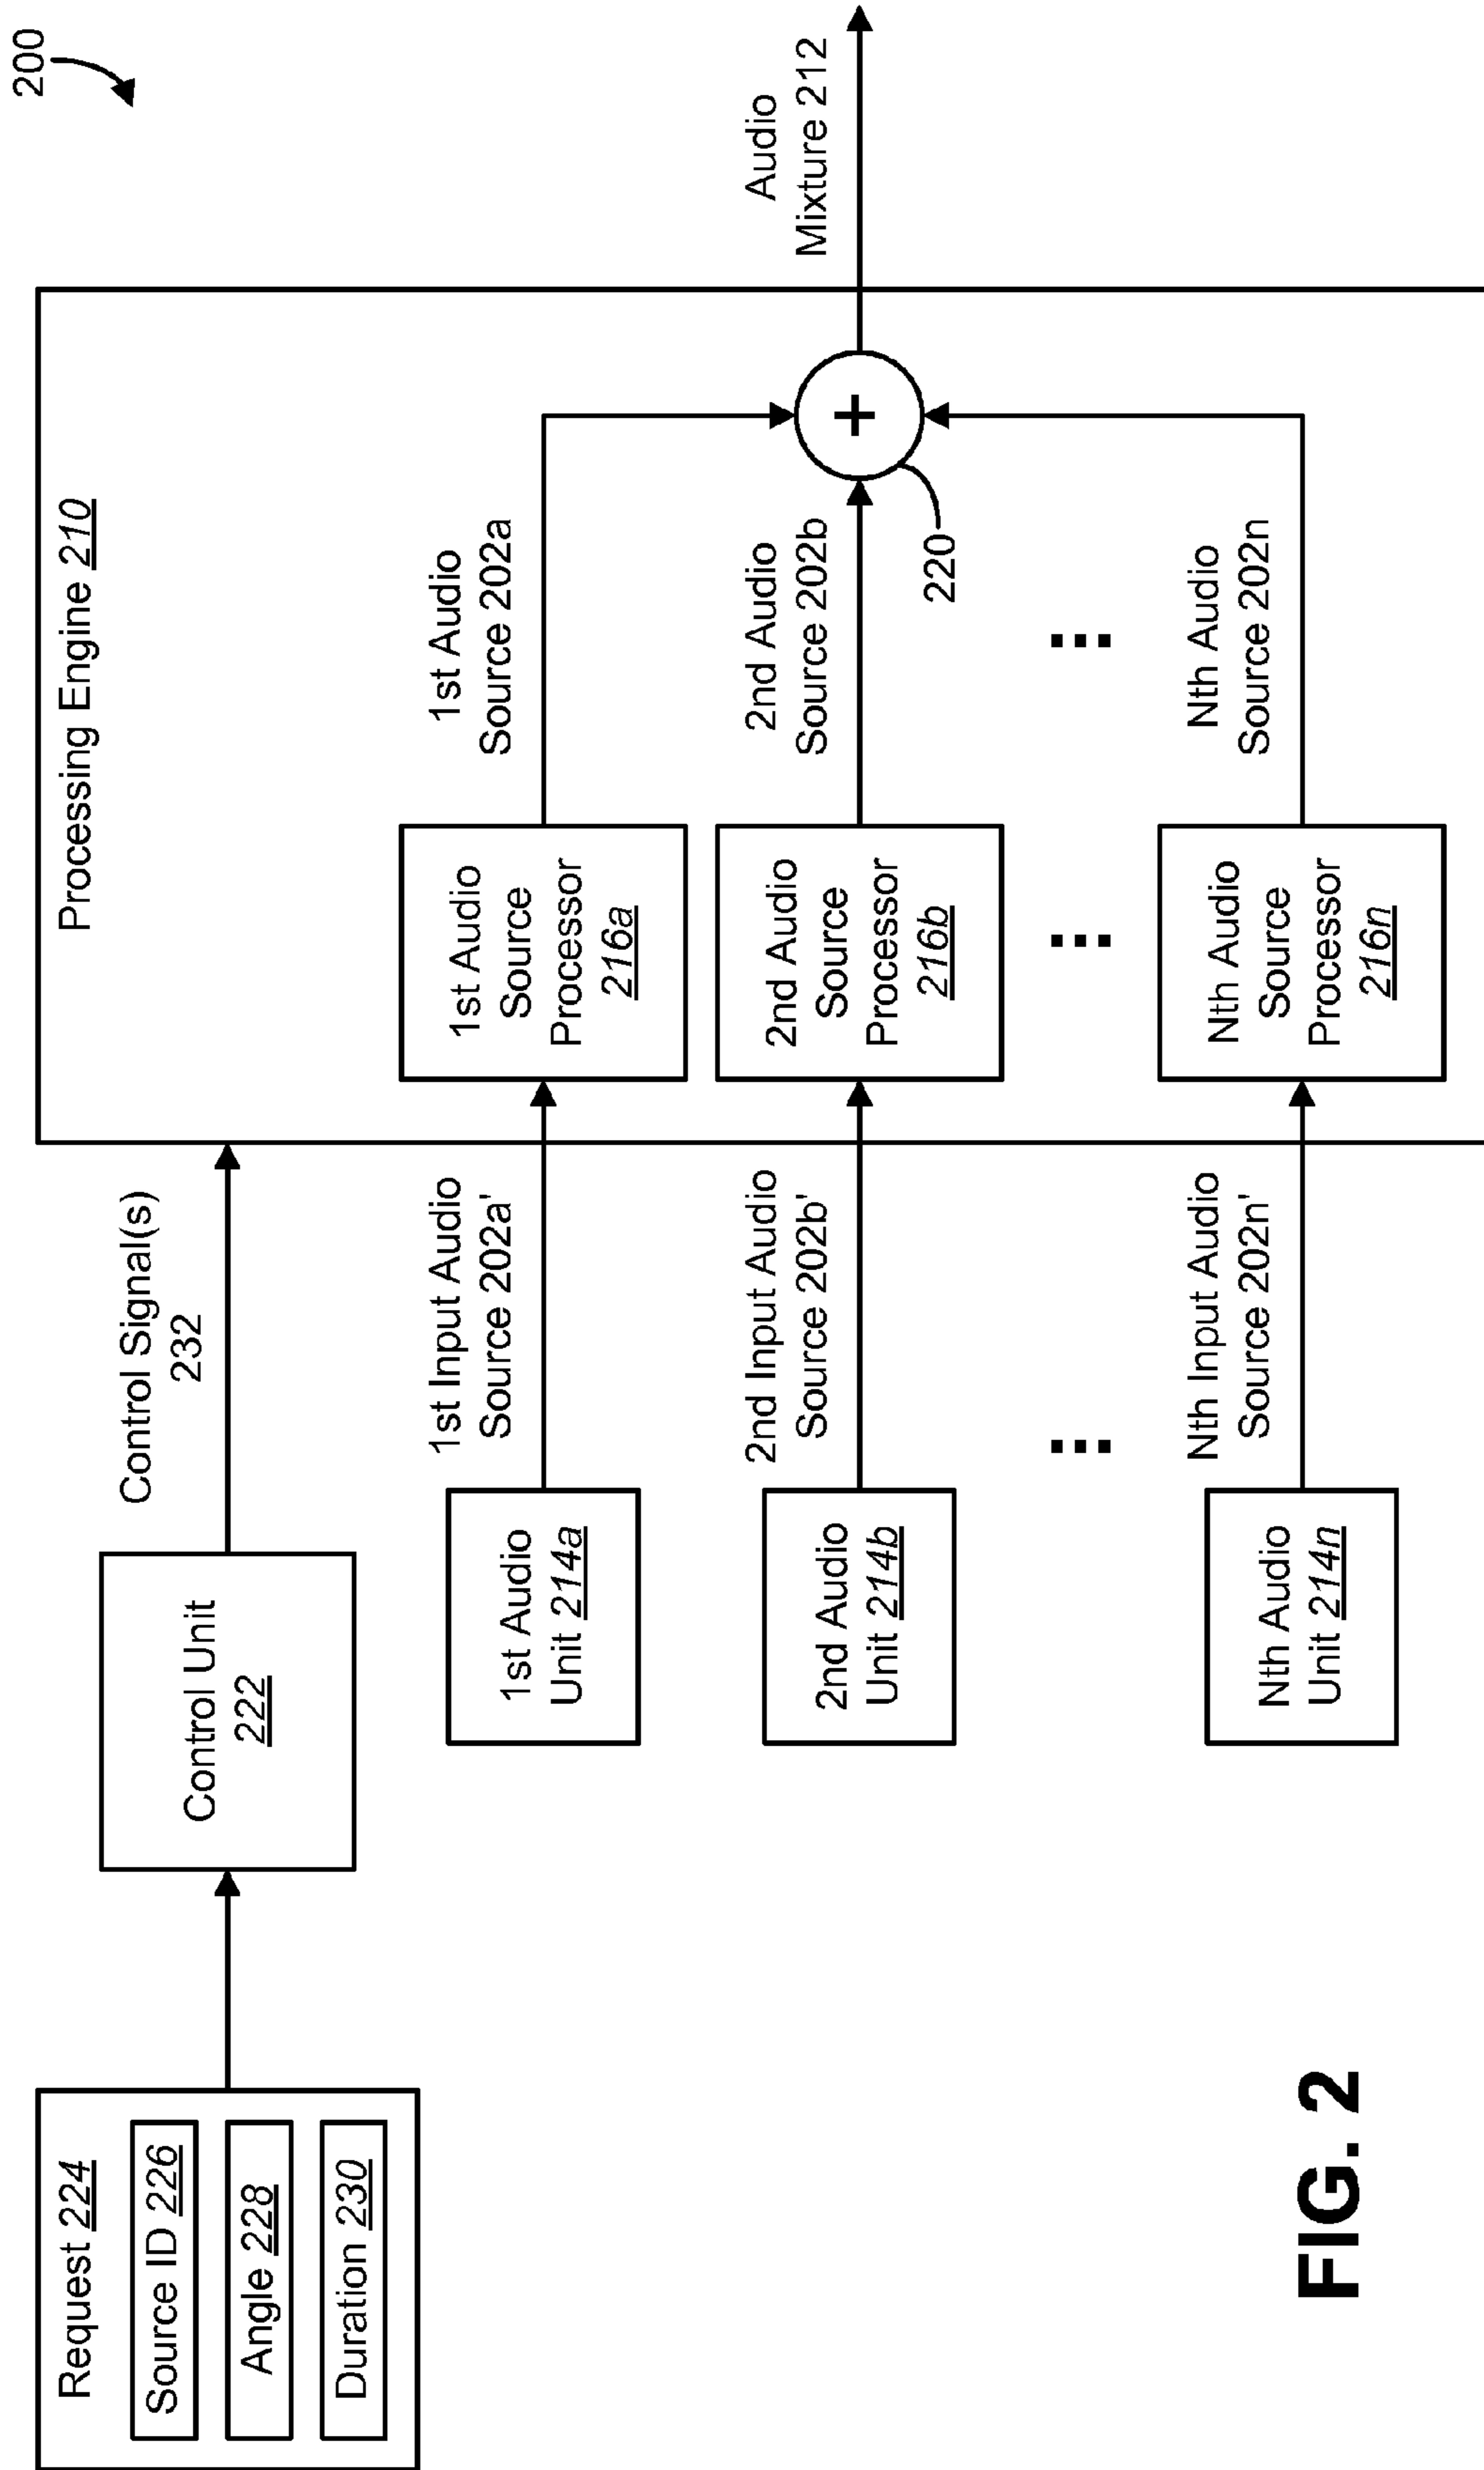 200
Request 224
Source ID 226
Angle 228
Duration 230
Control Unit
222
Control Signal(s)
232
Processing Engine 210
1st Audio
Unit 214a
1st Input Audio
Source 202a'
1st Audio
Source
Processor
216a
1st Audio
Source 202a
2nd Audio
Unit 214b
2nd Input Audio
Source 202b'
2nd Audio
Source
Processor
216b
2nd Audio
Source 202b
+
220
Audio
Mixture 212
...
...
...
Nth Audio
Unit 214n
Nth Input Audio
Source 202n'
Nth Audio
Source
Processor
216n
Nth Audio
Source 202n
FIG. 2